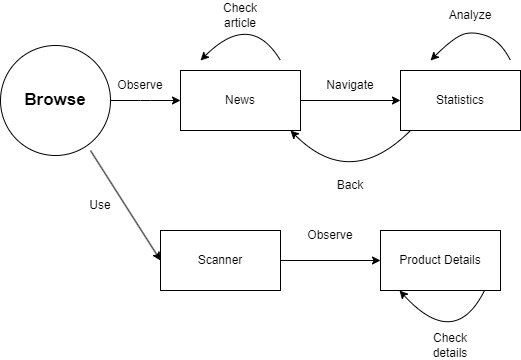 Check
article
Analyze
Browse
Observe
News
Navigate
Statistics
Back
Use
Scanner
Observe
Product Details
Check
details